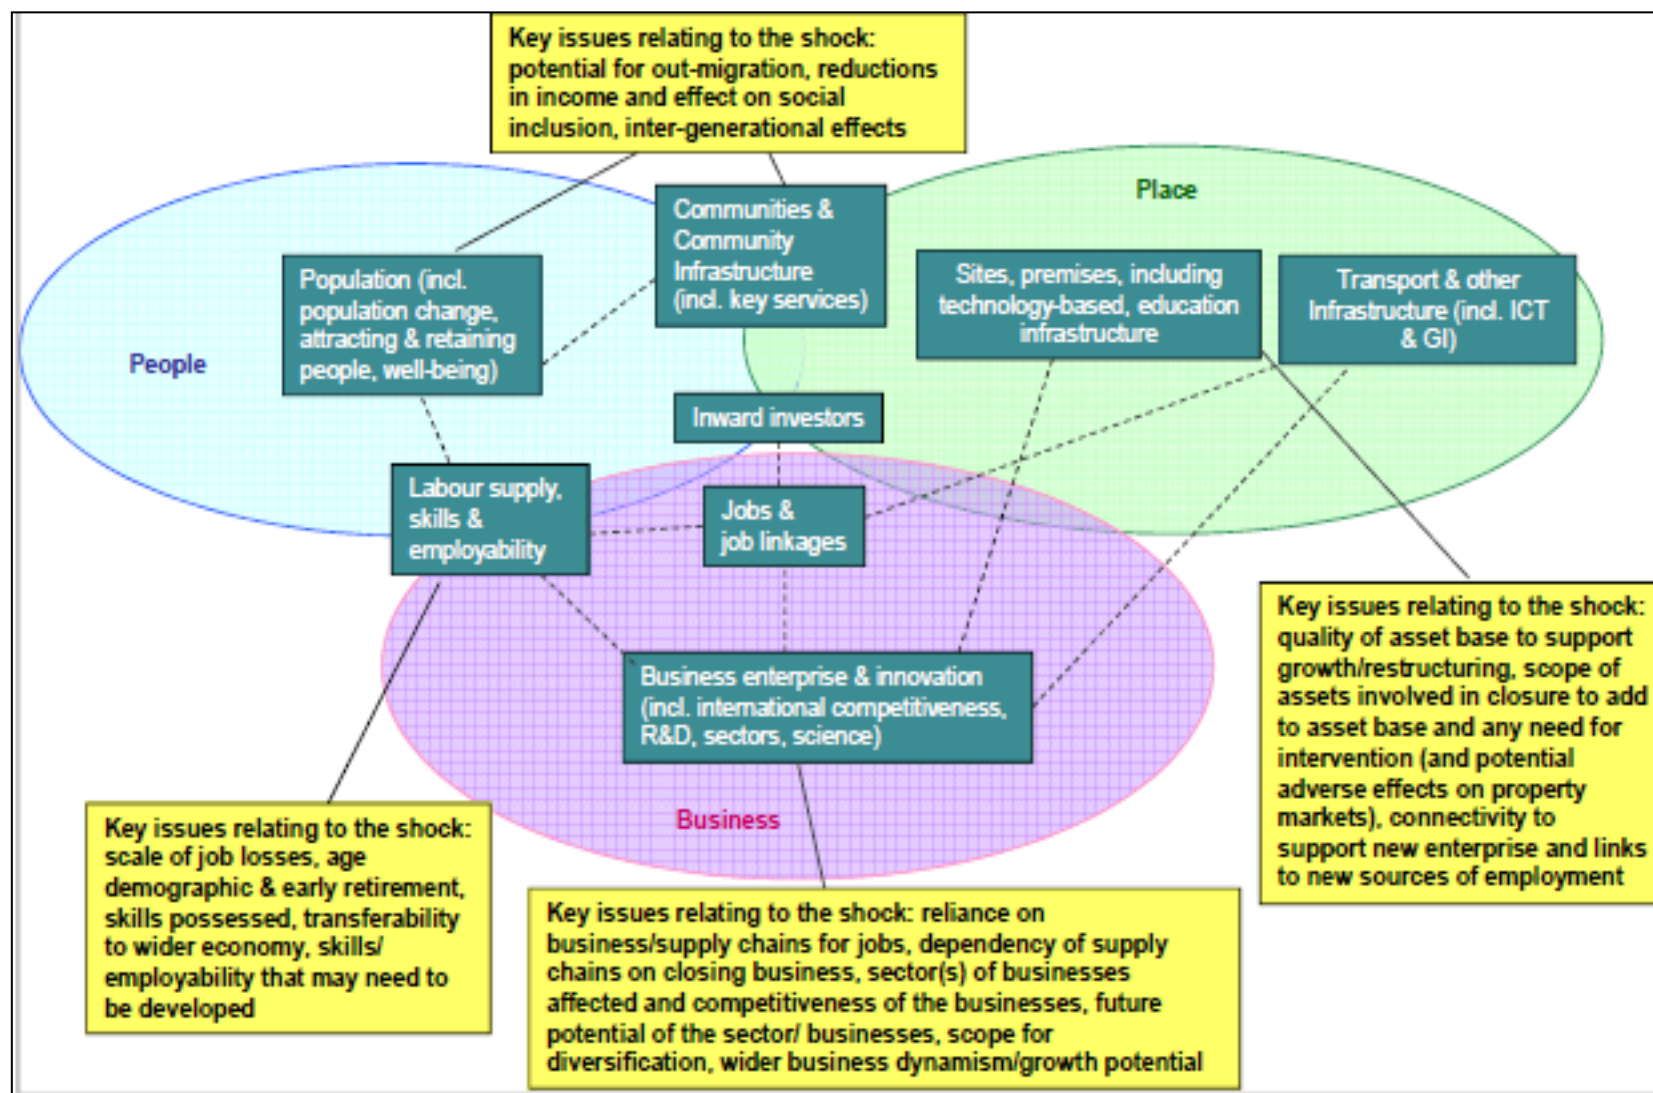 Key issues relating to the shock:
potential for out-migration, reductions
in income and effect on social
inclusion, inter-generational effects
Place
Communities &
Community
Infrastructure
(incl. key services)
Population (incl.
population change,
attracting & retaining
people, well-being)
Sites, premises, including
technology-based, education
infrastructure
Transport & other
Infrastructure (incl. ICT
& GI)
People
Inward investors
Labour supply,
skills &
employability
Jobs &
job linkages
Business enterprise & innovation
(incl. international competitiveness,
R&D, sectors, science)
Business
Key issues relating to the shock:
quality of asset base to support
growth/restructuring, scope of
assets involved in closure to add
to asset base and any need for
intervention (and potential
adverse effects on property
markets), connectivity to
support new enterprise and links
to new sources of employment
Key issues relating to the shock:
scale of job losses, age
demographic & early retirement,
skills possessed, transferability
to wider economy, skills/
employability that may need to
be developed
Key issues relating to the shock: reliance on
business/supply chains for jobs, dependency of supply
chains on closing business, sector(s) of businesses
affected and competitiveness of the businesses, future
potential of the sector/ businesses, scope for
diversification, wider business dynamism/growth potential